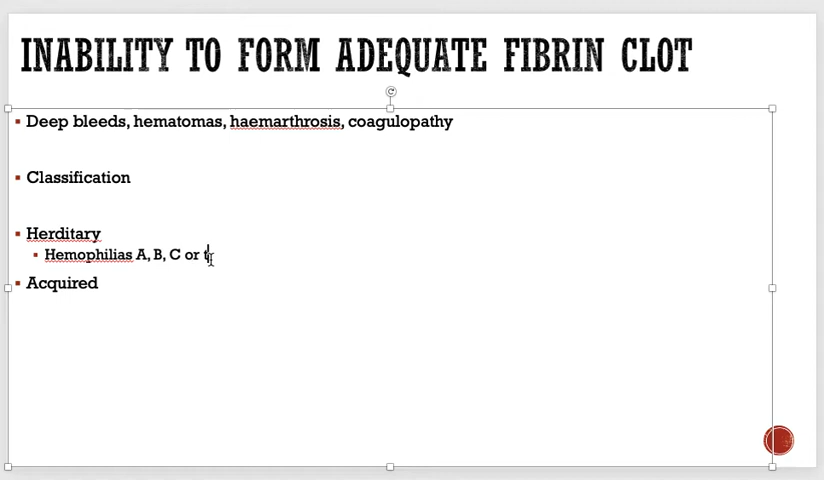 INABILITY TO FORM ADEQUATE FIBRIN CLOT
Deep bleeds, hematomas, haemarthrosis, coagulopathy
Classification
Herditary
Hemophilias A, B, C or t
Acquired